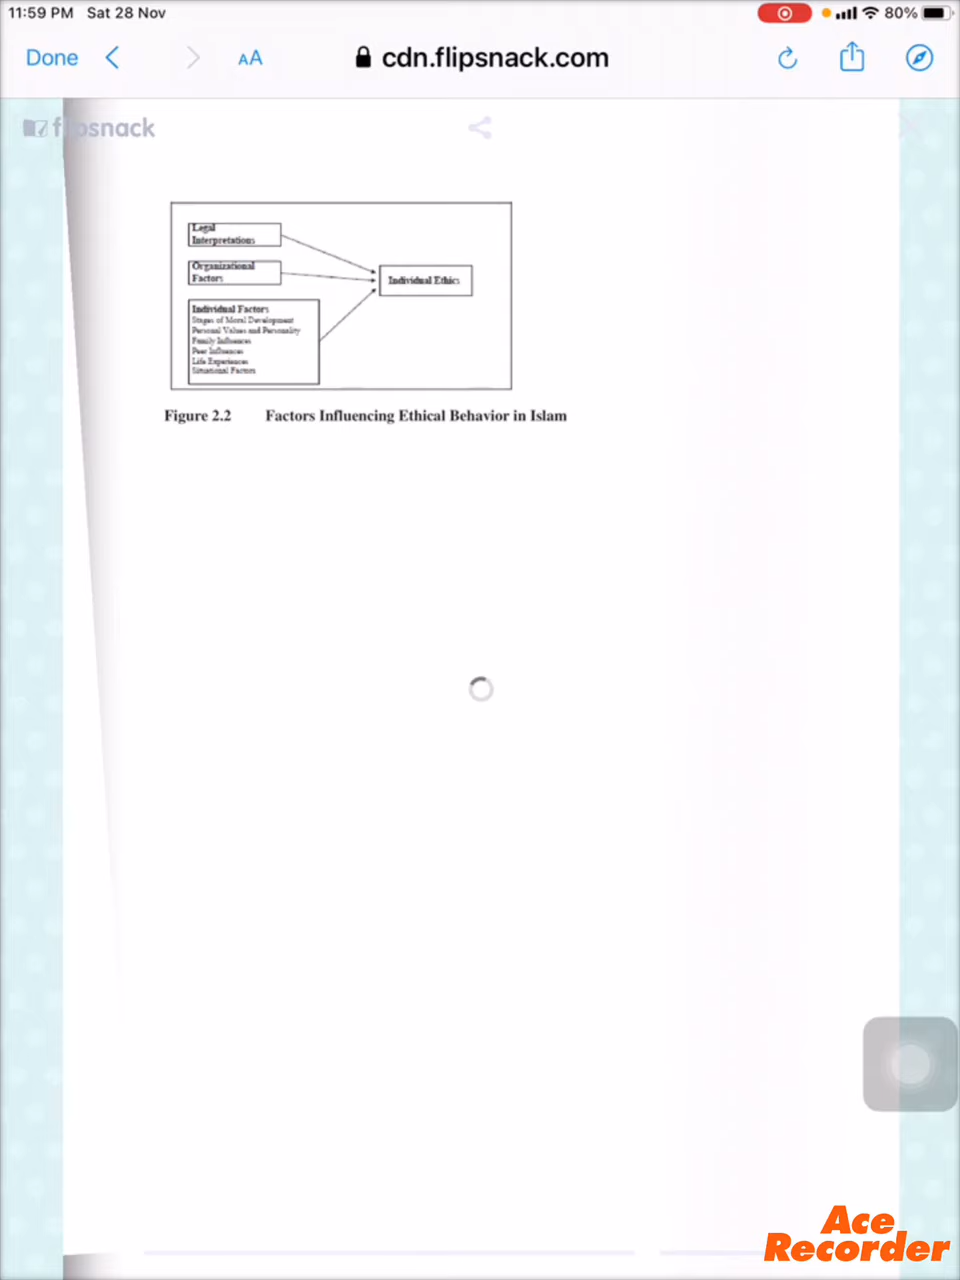 11:59 PM Sat 28 Nov
80%
Done
AA
cdn.flipsnack.com
flipsnack
Legal
Interpretations
Organizational
Factors
Individual Ethics
Individual Factors
Stages of Moral Development
Personal Values and Personality
Family Influences
Peer Influences
Life Experiences
Situational Factors
Figure 2.2 Factors Influencing Ethical Behavior in Islam
Ace
Recorder